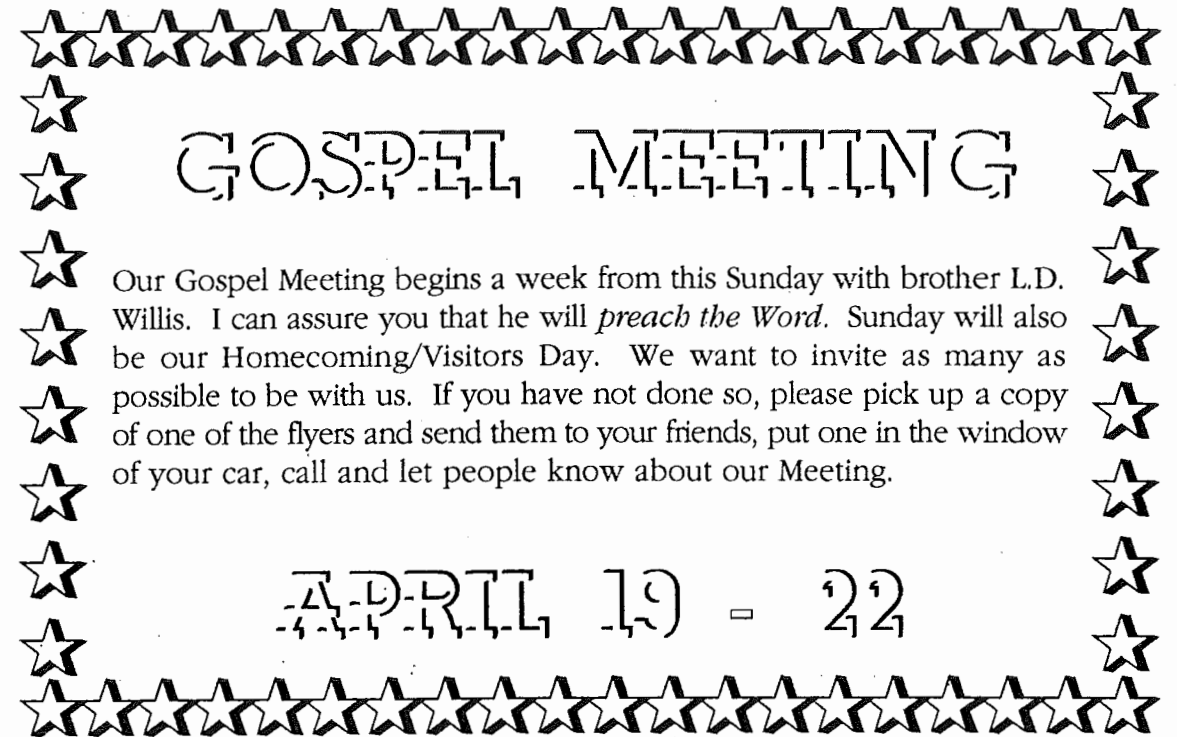 GOSPEL MEETING
Our Gospel Meeting begins a week from this Sunday with brother L.D.
Willis. I can assure you that he will preach the Word. Sunday will also
be our Homecoming/Visitors Day. We want to invite as many as
possible to be with us. If you have not done so, please pick up a copy
of one of the flyers and send them to your friends, put one in the window
of your car, call and let people know about our Meeting.
APRIL 19 - 22